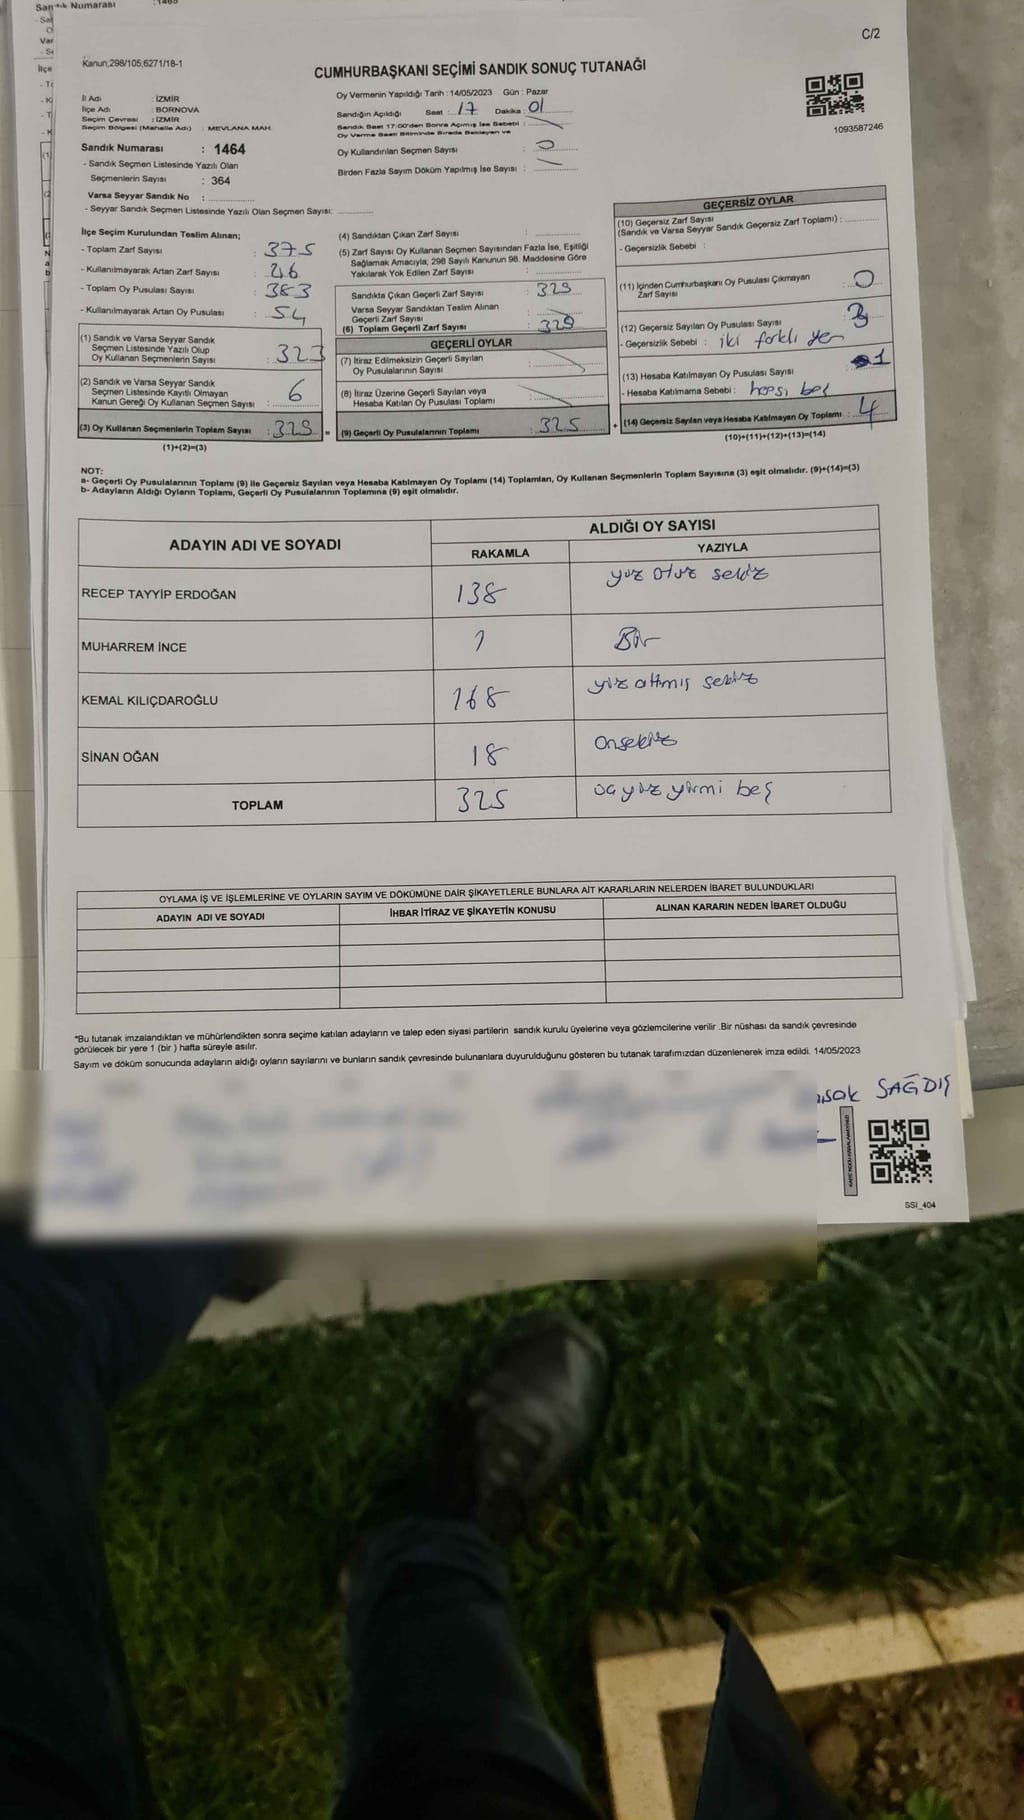 Sandık Numarası :1465
C/2
Kanun;298/105;6271/18-1
CUMHURBAŞKANI SEÇİMİ SANDIK SONUÇ TUTANAĞI
İl Adı : İZMİR
İlçe Adı : BORNOVA
Seçim Çevresi : İZMİR
Seçim Bölgesi (Mahalle Adı) : MEVLANA MAH.
Sandık Numarası : 1464
- Sandık Seçmen Listesinde Yazılı Olan
Seçmenlerin Sayısı : 364
Varsa Seyyar Sandık No :
- Seyyar Sandık Seçmen Listesinde Yazılı Olan Seçmen Sayısı:
Oy Vermenin Yapıldığı Tarih :14/05/2023 Gün : Pazar
Sandığın Açıldığı Saat : 17 Dakika : 01
Sandık Saat 17:00'den Sonra Açılmış İse Sebebi :
Oy Verme Saati Bitiminde Sırada Bekleyen ve
Oy Kullandırılan Seçmen Sayısı : 0
Birden Fazla Sayım Döküm Yapılmış İse Sayısı :
1093587246
İlçe Seçim Kurulundan Teslim Alınan;
- Toplam Zarf Sayısı : 375
- Kullanılmayarak Artan Zarf Sayısı : 46
- Toplam Oy Pusulası Sayısı : 383
- Kullanılmayarak Artan Oy Pusulası : 54
(1) Sandık ve Varsa Seyyar Sandık
Seçmen Listesinde Yazılı Olup
Oy Kullanan Seçmenlerin Sayısı : 323
(2) Sandık ve Varsa Seyyar Sandık
Seçmen Listesinde Kayıtlı Olmayan
Kanun Gereği Oy Kullanan Seçmen Sayısı : 6
(3) Oy Kullanan Seçmenlerin Toplam Sayısı : 329
(1)+(2)=(3)
(4) Sandıktan Çıkan Zarf Sayısı :
(5) Zarf Sayısı Oy Kullanan Seçmen Sayısından Fazla İse, Eşitliği
Sağlamak Amacıyla; 298 Sayılı Kanunun 98. Maddesine Göre
Yakılarak Yok Edilen Zarf Sayısı :
Sandıkta Çıkan Geçerli Zarf Sayısı : 329
Varsa Seyyar Sandıktan Teslim Alınan
Geçerli Zarf Sayısı :
(6) Toplam Geçerli Zarf Sayısı : 329
GEÇERLİ OYLAR
(7) İtiraz Edilmeksizin Geçerli Sayılan
Oy Pusulalarının Sayısı :
(8) İtiraz Üzerine Geçerli Sayılan veya
Hesaba Katılan Oy Pusulası Toplamı :
= (9) Geçerli Oy Pusulalarının Toplamı : 325
GEÇERSİZ OYLAR
(10) Geçersiz Zarf Sayısı
(Sandık ve Varsa Seyyar Sandık Geçersiz Zarf Toplamı) :
- Geçersizlik Sebebi :
(11) İçinden Cumhurbaşkanı Oy Pusulası Çıkmayan
Zarf Sayısı : 0
(12) Geçersiz Sayılan Oy Pusulası Sayısı : 3
- Geçersizlik Sebebi : iki farklı yer
(13) Hesaba Katılmayan Oy Pusulası Sayısı 1
- Hesaba Katılmama Sebebi : hepsi boş
+ (14) Geçersiz Sayılan veya Hesaba Katılmayan Oy Toplamı : 4
(10)+(11)+(12)+(13)=(14)
NOT:
a- Geçerli Oy Pusulalarının Toplamı (9) ile Geçersiz Sayılan veya Hesaba Katılmayan Oy Toplamı (14) Toplamları, Oy Kullanan Seçmenlerin Toplam Sayısına (3) eşit olmalıdır. (9)+(14)=(3)
b- Adayların Aldığı Oyların Toplamı, Geçerli Oy Pusulalarının Toplamına (9) eşit olmalıdır.
ADAYIN ADI VE SOYADI
ALDIĞI OY SAYISI
RAKAMLA YAZIYLA
RECEP TAYYİP ERDOĞAN 138 yüz otuz sekiz
MUHARREM İNCE 1 Bir
KEMAL KILIÇDAROĞLU 168 yüz altmış sekiz
SİNAN OĞAN 18 onsekiz
TOPLAM 325 üçyüz yirmi beş
OYLAMA İŞ VE İŞLEMLERİNE VE OYLARIN SAYIM VE DÖKÜMÜNE DAİR ŞİKAYETLERLE BUNLARA AİT KARARLARIN NELERDEN İBARET BULUNDUKLARI
ADAYIN ADI VE SOYADI İHBAR İTİRAZ VE ŞİKAYETİN KONUSU ALINAN KARARIN NEDEN İBARET OLDUĞU
*Bu tutanak imzalandıktan ve mühürlendikten sonra seçime katılan adayların ve talep eden siyasi partilerin sandık kurulu üyelerine veya gözlemcilerine verilir .Bir nüshası da sandık çevresinde
görülecek bir yere 1 (bir ) hafta süreyle asılır.
Sayım ve döküm sonucunda adayların aldığı oyların sayılarını ve bunların sandık çevresinde bulunanlara duyurulduğunu gösteren bu tutanak tarafımızdan düzenlenerek imza edildi. 14/05/2023
SAĞDIŞ
SSI_404